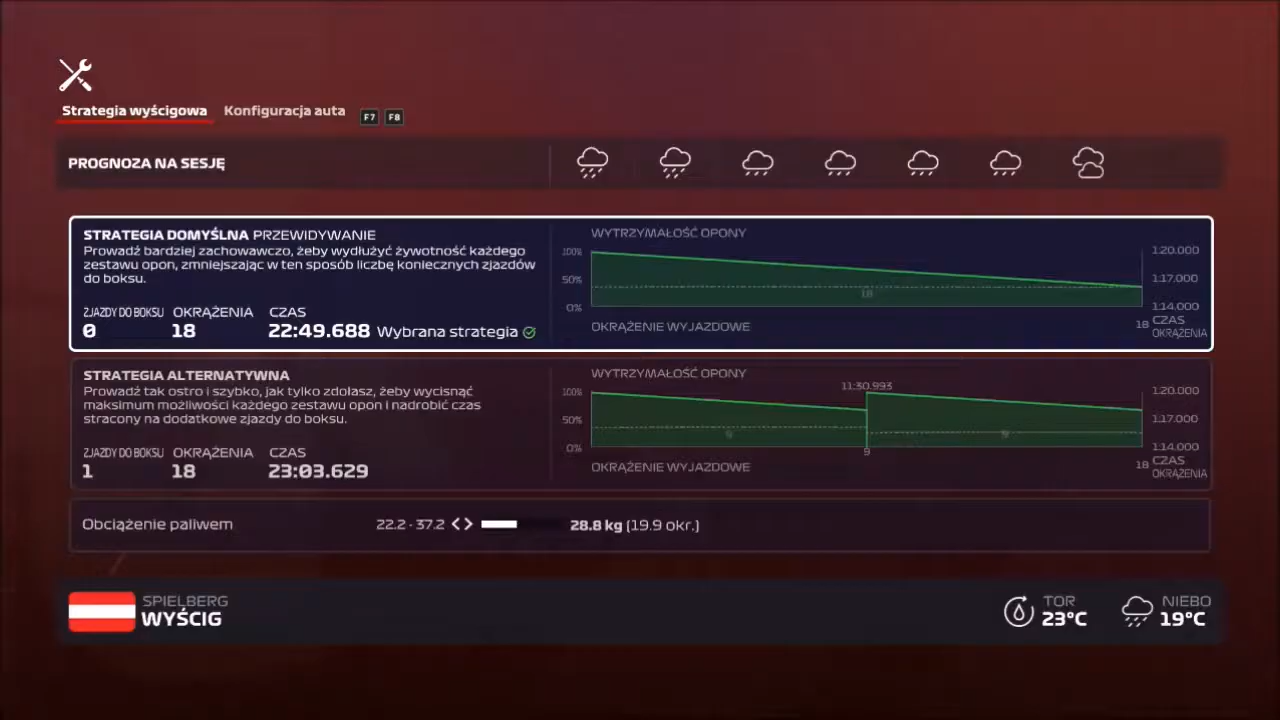 Strategia wyścigowa Konfiguracja auta F7 F8
PROGNOZA NA SESJĘ
STRATEGIA DOMYŚLNA PRZEWIDYWANIE
Prowadź bardziej zachowawczo, żeby wydłużyć żywotność każdego
zestawu opon, zmniejszając w ten sposób liczbę koniecznych zjazdów
do boksu.
ZJAZDY DO BOKSU OKRĄŻENIA CZAS
0 18 22:49.688 Wybrana strategia
WYTRZYMAŁOŚĆ OPONY
100% 1:20.000
50% 1:17.000
18
0% 1:14.000
OKRĄŻENIE WYJAZDOWE 18 CZAS
OKRĄŻENIA
STRATEGIA ALTERNATYWNA
Prowadź tak ostro i szybko, jak tylko zdołasz, żeby wycisnąć
maksimum możliwości każdego zestawu opon i nadrobić czas
stracony na dodatkowe zjazdy do boksu.
ZJAZDY DO BOKSU OKRĄŻENIA CZAS
1 18 23:03.629
WYTRZYMAŁOŚĆ OPONY
11:30.993
100% 1:20.000
50% 1:17.000
9 9
0% 1:14.000
9
OKRĄŻENIE WYJAZDOWE 18 CZAS
OKRĄŻENIA
Obciążenie paliwem 22.2 - 37.2 <> 28.8 kg (19.9 okr.)
SPIELBERG
WYŚCIG
TOR
23°C
NIEBO
19°C